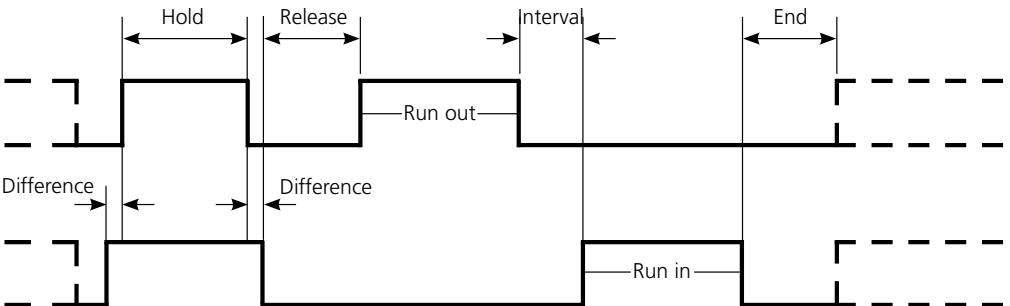 Hold
Release
Interval
End
Run out
Difference
Difference
Run in